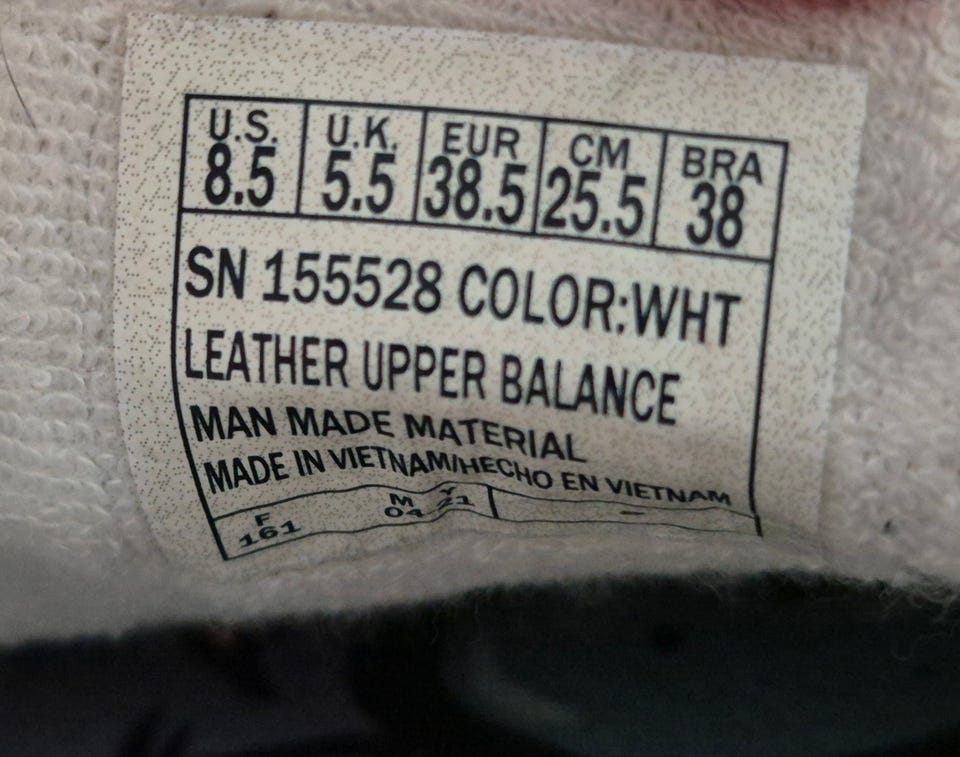 U.S. U.K. EUR CM BRA
8.5 5.5 38.5 25.5 38
SN 155528 COLOR:WHT
LEATHER UPPER BALANCE
MAN MADE MATERIAL
MADE IN VIETNAM/HECHO EN VIETNAM
F M Y
161 04 21 -